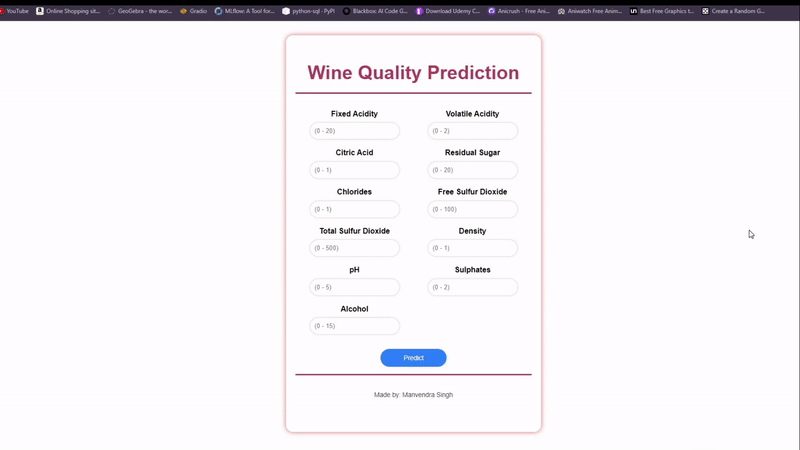 YouTube Online Shopping sit... GeoGebra - the wor... Gradio MLflow: A Tool for... python-sql · PyPI Blackbox: AI Code G... Download Udemy C... Anicrush - Free Ani... Aniwatch Free Anim... Best Free Graphics t... Create a Random G...
Wine Quality Prediction
Fixed Acidity Volatile Acidity
(0 - 20) (0 - 2)
Citric Acid Residual Sugar
(0 - 1) (0 - 20)
Chlorides Free Sulfur Dioxide
(0 - 1) (0 - 100)
Total Sulfur Dioxide Density
(0 - 500) (0 - 1)
pH Sulphates
(0 - 5) (0 - 2)
Alcohol
(0 - 15)
Predict
Made by: Manvendra Singh